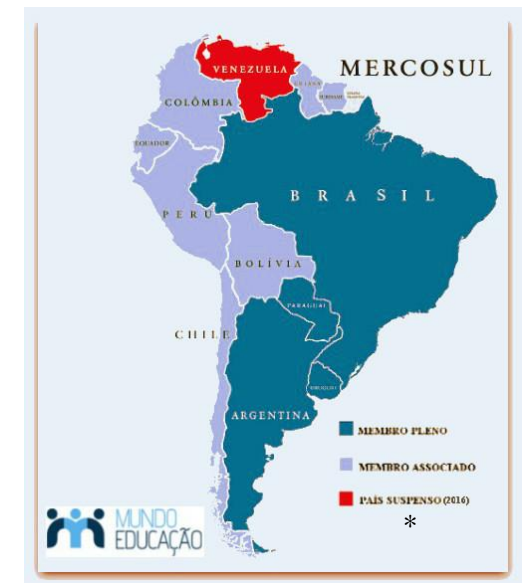 MERCOSUL
VENEZUELA
COLÔMBIA
EQUADOR
BRASIL
PERU
BOLÍVIA
PARAGUAI
CHILE
URUGUAI
ARGENTINA
MEMBRO PLENO
MEMBRO ASSOCIADO
PAÍS SUSPENSO (2016)
*
MUNDO
EDUCAÇÃO